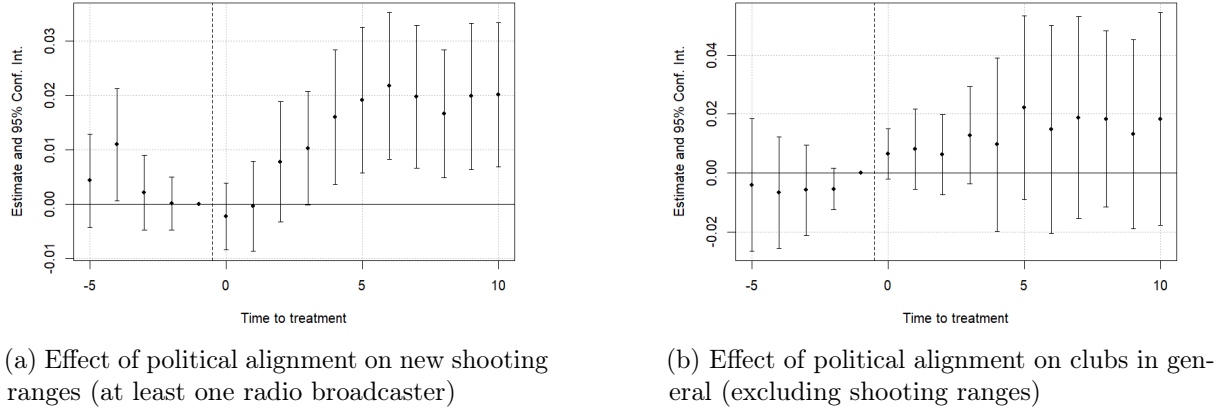 Estimate and 95% Conf. Int.
0.03
0.02
0.01
0.00
-0.01
-5
0
5
10
Time to treatment
(a) Effect of political alignment on new shooting
ranges (at least one radio broadcaster)
Estimate and 95% Conf. Int.
0.04
0.02
0.00
-0.02
-5
0
5
10
Time to treatment
(b) Effect of political alignment on clubs in gen-
eral (excluding shooting ranges)